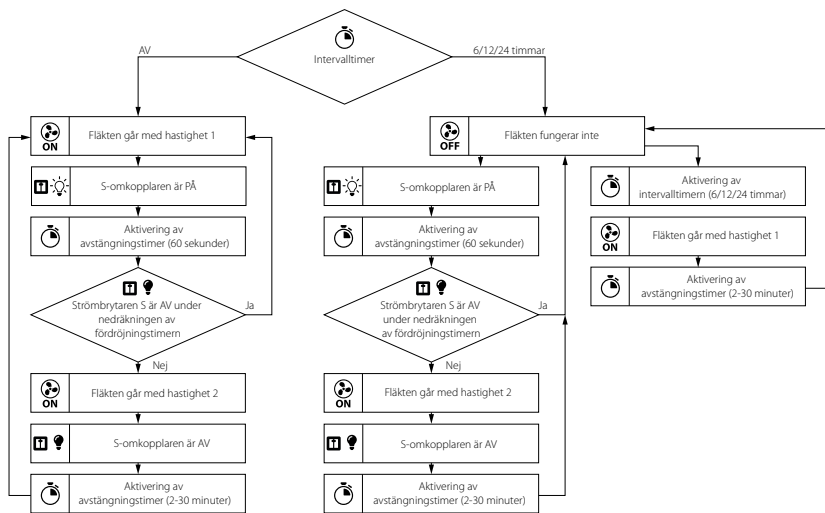 Intervalltimer
AV
6/12/24 timmar
ON
Fläkten går med hastighet 1
S-omkopplaren är PÅ
Aktivering av
avstängningstimer (60 sekunder)
Strömbrytaren S är AV under
nedräkningen av
fördröjningstimern
Ja
Nej
ON
Fläkten går med hastighet 2
S-omkopplaren är AV
Aktivering av
avstängningstimer (2-30 minuter)
OFF
Fläkten fungerar inte
S-omkopplaren är PÅ
Aktivering av
avstängningstimer (60 sekunder)
Strömbrytaren S är AV
under nedräkningen
av fördröjningstimern
Ja
Nej
ON
Fläkten går med hastighet 2
S-omkopplaren är AV
Aktivering av
avstängningstimer (2-30 minuter)
Aktivering av
intervalltimern (6/12/24 timmar)
ON
Fläkten går med hastighet 1
Aktivering av
avstängningstimer (2-30 minuter)